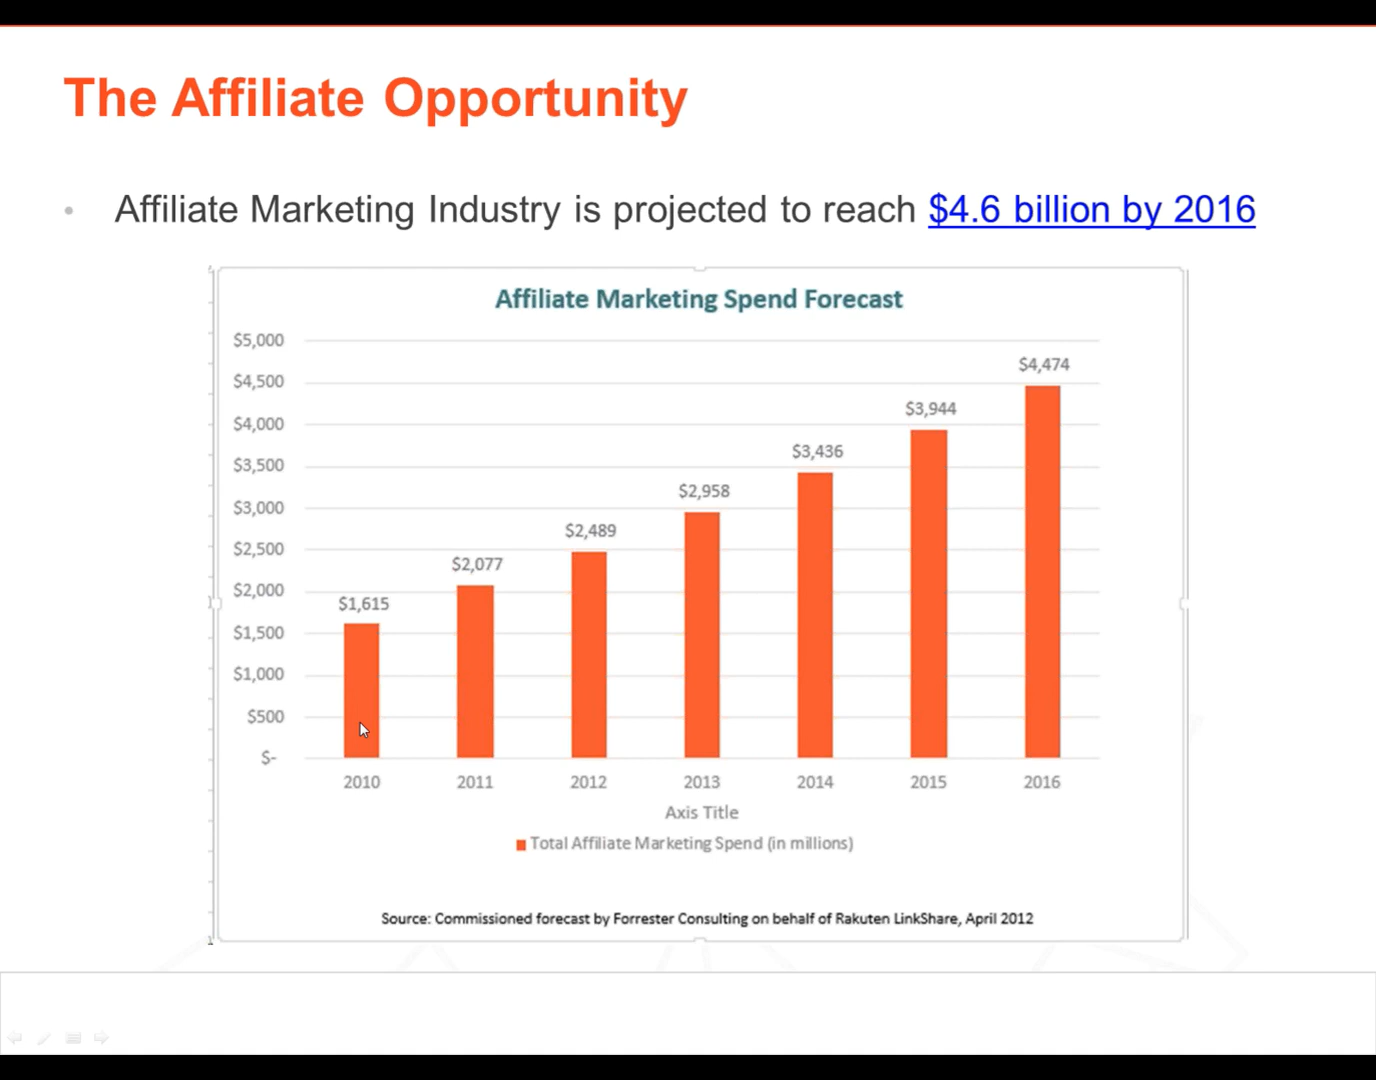 The Affiliate Opportunity
• Affiliate Marketing Industry is projected to reach $4.6 billion by 2016
Affiliate Marketing Spend Forecast
$5,000
$4,500
$4,000
$3,500
$3,000
$2,500
$2,000
$1,500
$1,000
$500
$-
$1,615
$2,077
$2,489
$2,958
$3,436
$3,944
$4,474
2010 2011 2012 2013 2014 2015 2016
Axis Title
Total Affiliate Marketing Spend (in millions)
Source: Commissioned forecast by Forrester Consulting on behalf of Rakuten LinkShare, April 2012